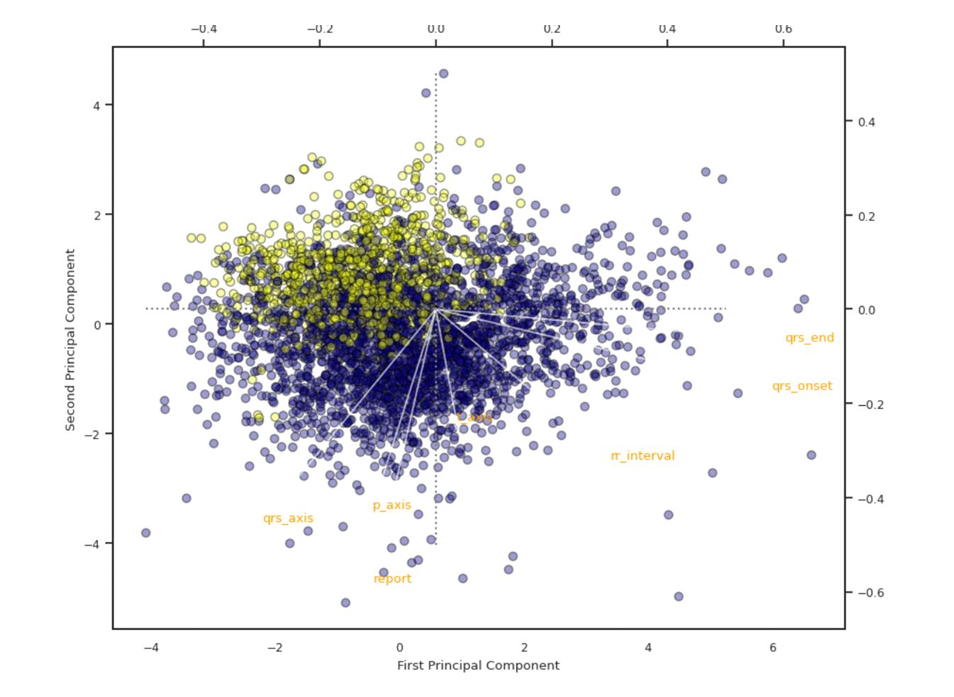 −0.4 −0.2 0.0 0.2 0.4 0.6
4
2
0
−2
−4
0.4
0.2
0.0
−0.2
−0.4
−0.6
Second Principal Component
qrs_end
qrs_onset
rr_interval
p_axis
qrs_axis
report
−4 −2 0 2 4 6
First Principal Component